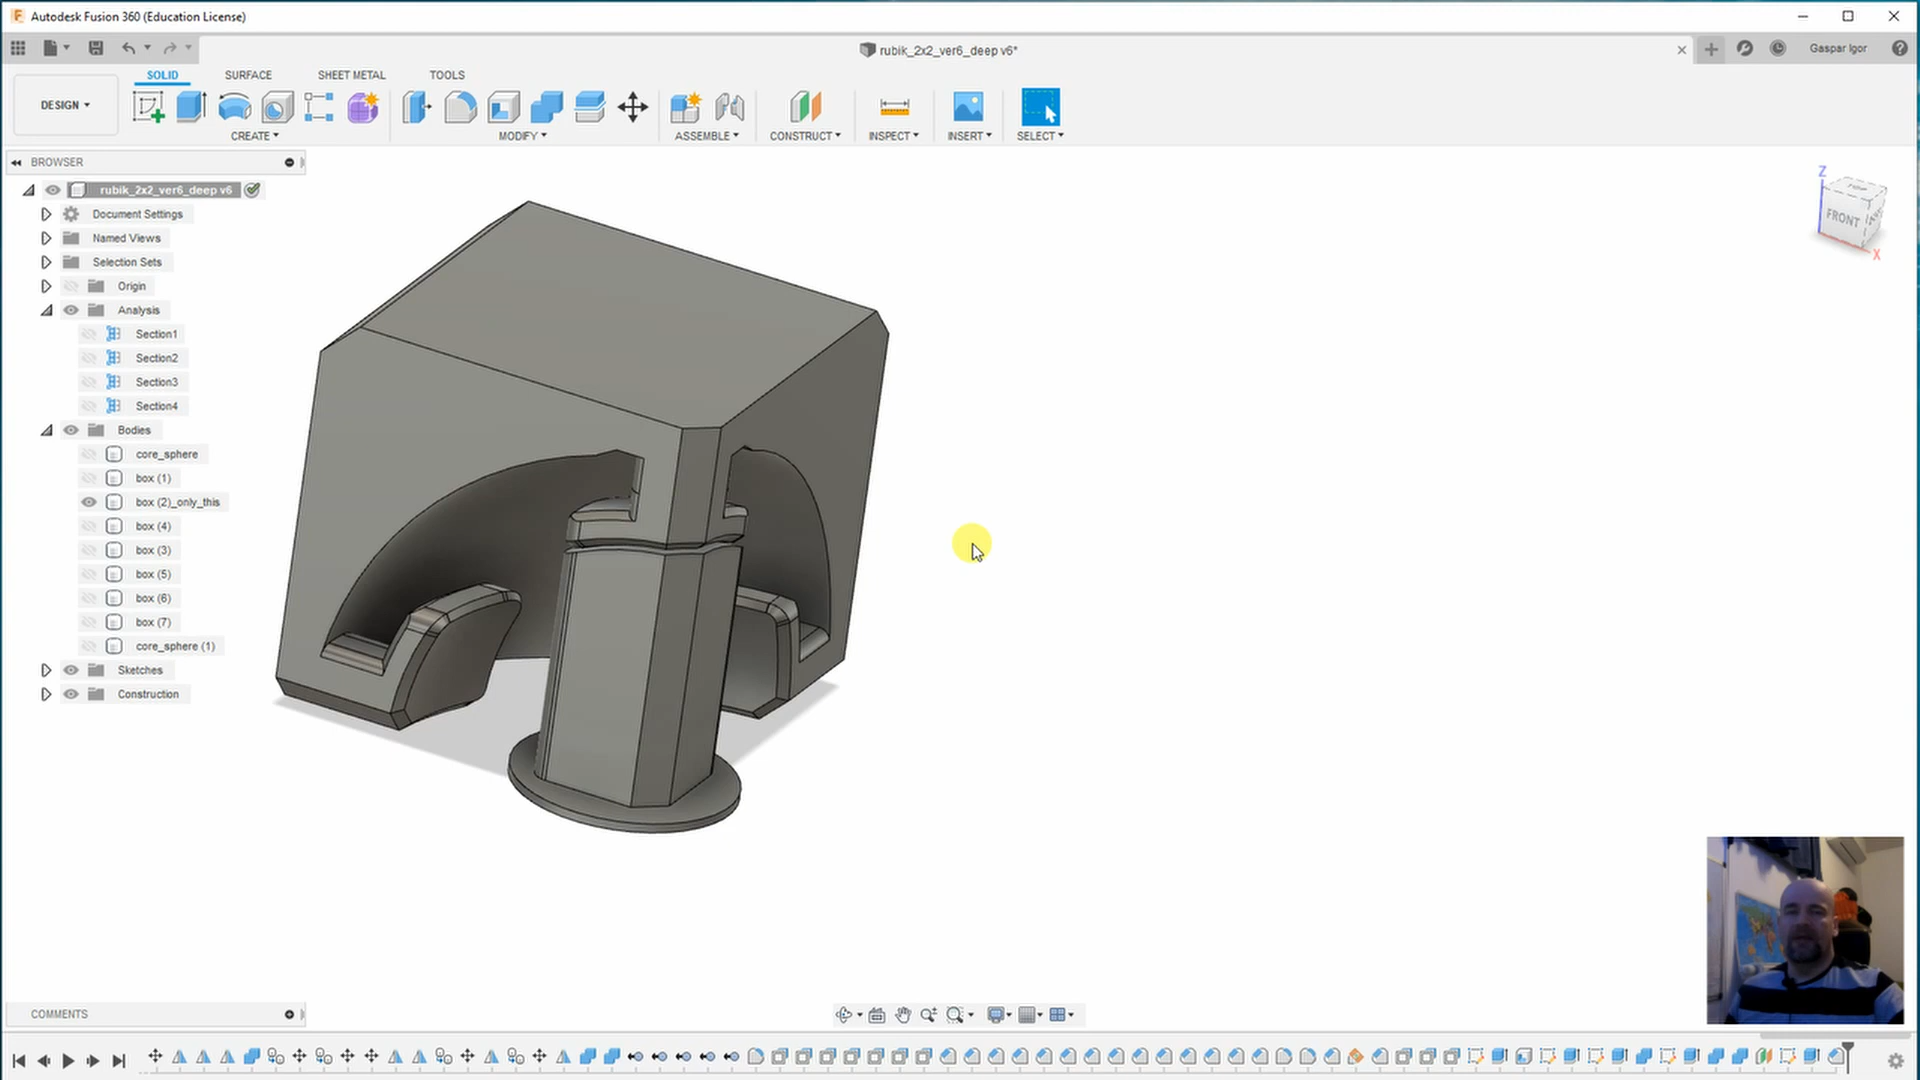 Autodesk Fusion 360 (Education License)
rubik_2x2_ver6_deep v6*
Gaspar Igor
DESIGN
SOLID
SURFACE
SHEET METAL
TOOLS
CREATE
MODIFY
ASSEMBLE
CONSTRUCT
INSPECT
INSERT
SELECT
BROWSER
rubik_2x2_ver6_deep v6
Document Settings
Named Views
Selection Sets
Origin
Analysis
Section1
Section2
Section3
Section4
Bodies
core_sphere
box (1)
box (2)_only_this
box (4)
box (3)
box (5)
box (6)
box (7)
core_sphere (1)
Sketches
Construction
Z
TOP
FRONT
X
COMMENTS